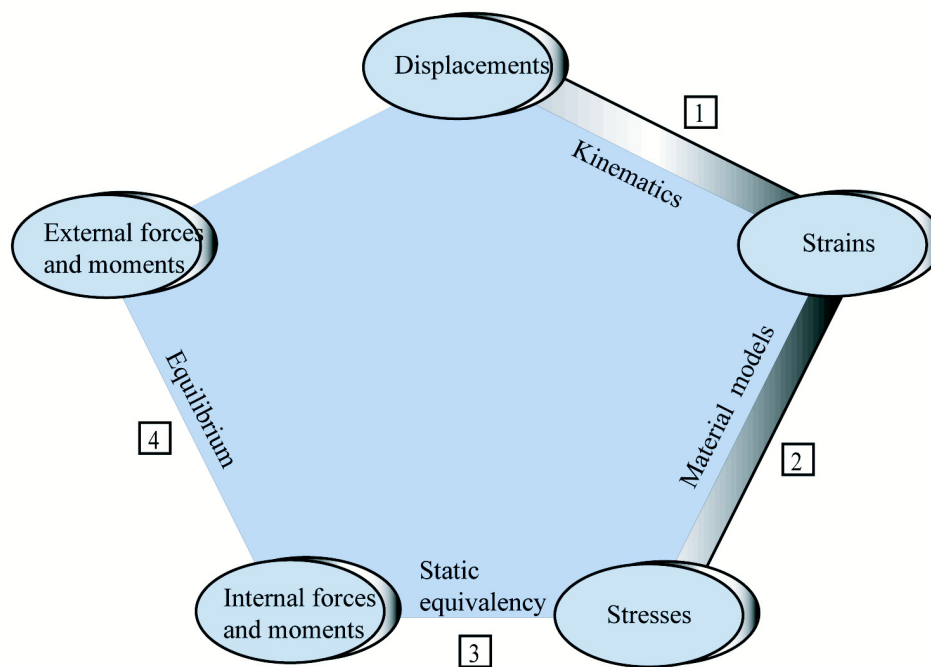 Displacements
1
Kinematics
External forces
and moments
Strains
Equilibrium
4
Material models
2
Static
equivalency
Internal forces
and moments
Stresses
3